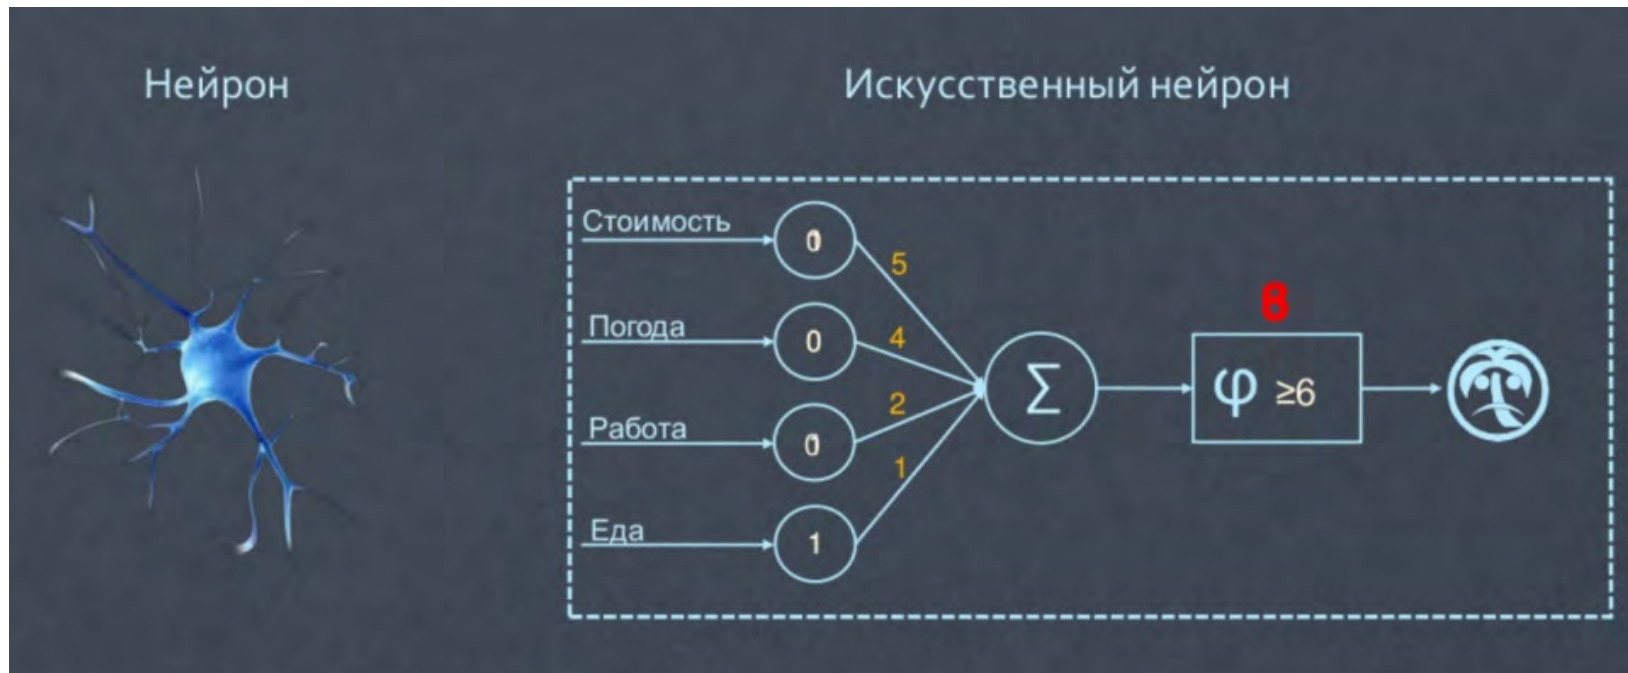 Нейрон
Искусственный нейрон
Стоимость
5
Погода
0
4
Работа
2
Еда
1
1
Σ
φ ≥6